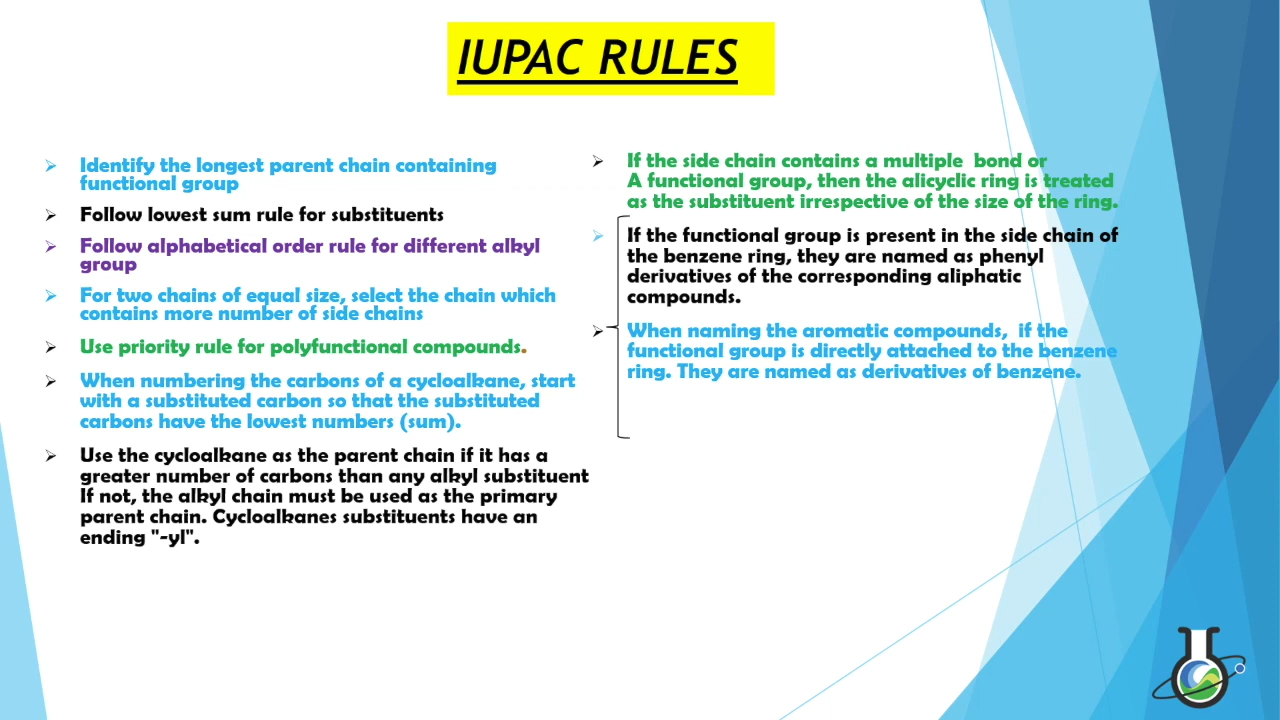 IUPAC RULES
Identify the longest parent chain containing
functional group
Follow lowest sum rule for substituents
Follow alphabetical order rule for different alkyl
group
For two chains of equal size, select the chain which
contains more number of side chains
Use priority rule for polyfunctional compounds.
When numbering the carbons of a cycloalkane, start
with a substituted carbon so that the substituted
carbons have the lowest numbers (sum).
Use the cycloalkane as the parent chain if it has a
greater number of carbons than any alkyl substituent
If not, the alkyl chain must be used as the primary
parent chain. Cycloalkanes substituents have an
ending "-yl".
If the side chain contains a multiple  bond or
A functional group, then the alicyclic ring is treated
as the substituent irrespective of the size of the ring.
If the functional group is present in the side chain of
the benzene ring, they are named as phenyl
derivatives of the corresponding aliphatic
compounds.
When naming the aromatic compounds,  if the
functional group is directly attached to the benzene
ring. They are named as derivatives of benzene.